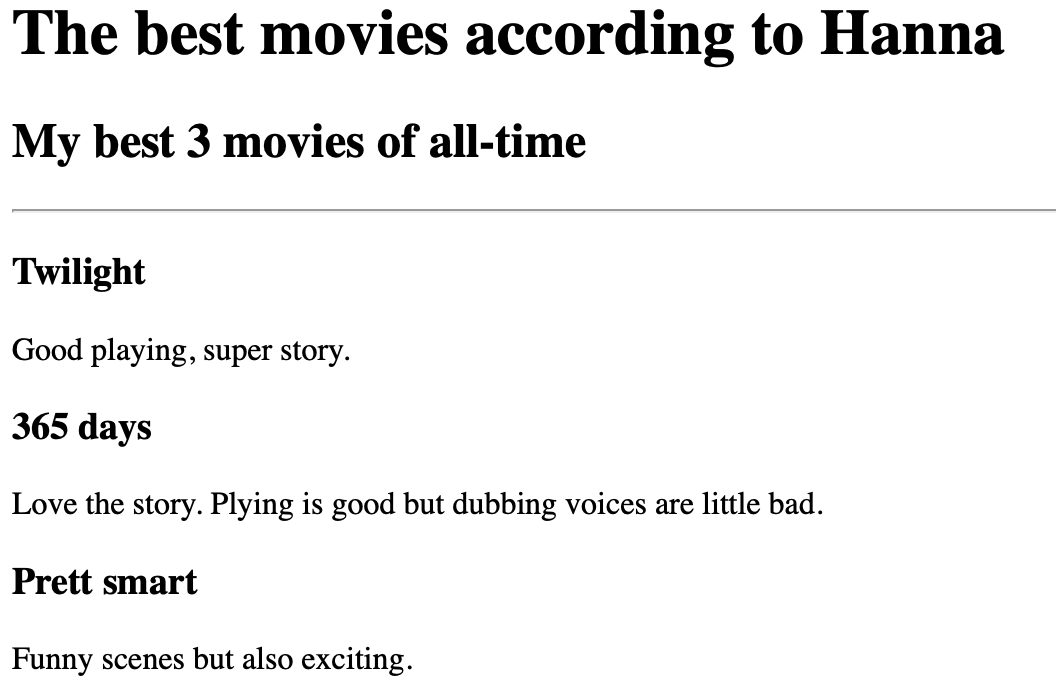 The best movies according to Hanna
My best 3 movies of all-time
Twilight
Good playing, super story.
365 days
Love the story. Plying is good but dubbing voices are little bad.
Prett smart
Funny scenes but also exciting.